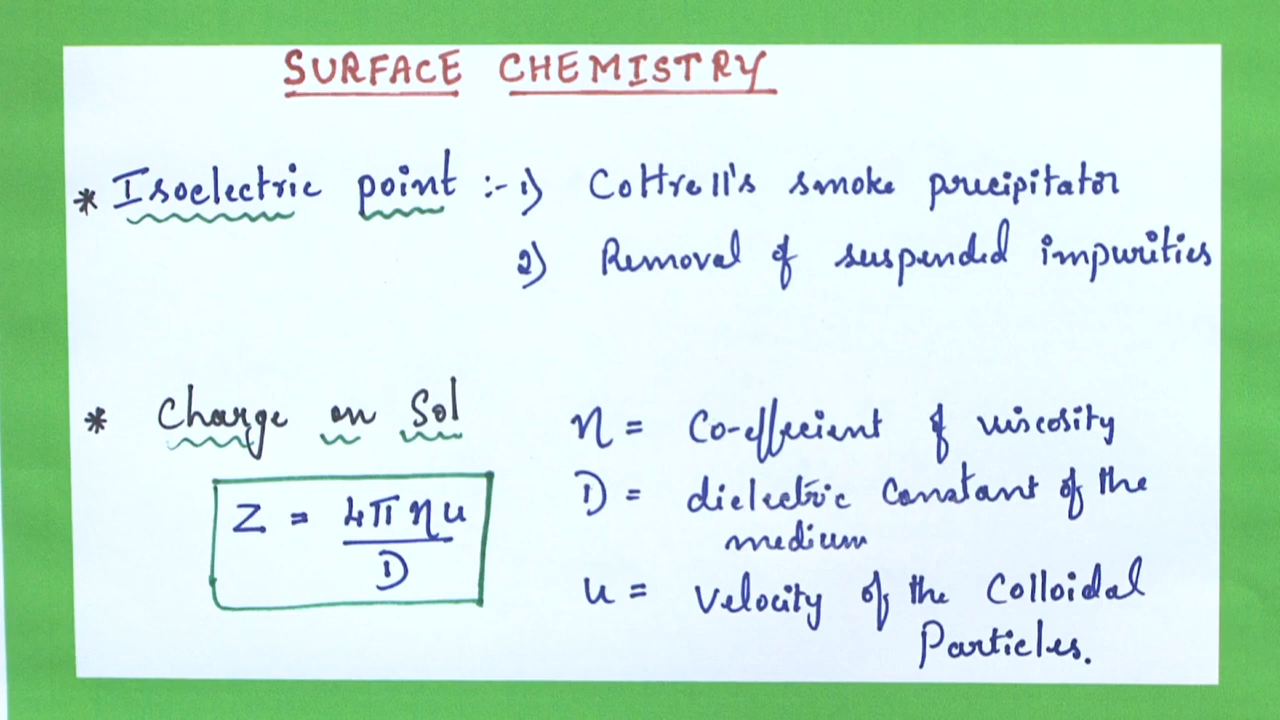 SURFACE CHEMISTRY
* Isoelectric point :- 1) Cottrell's smoke precipitator
2) Removal of suspended impurities
* Charge on Sol
η = Co-effecient of viscosity
Z = 4πηu / D
D = dielectric Constant of the
medium
u = Velocity of the Colloidal
Particles.